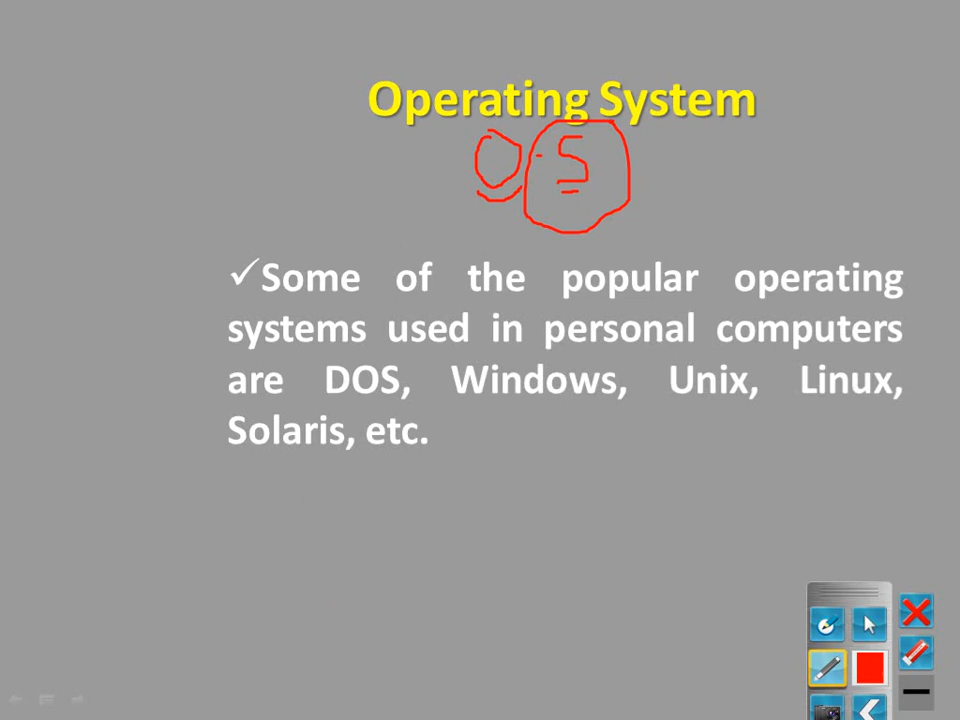 Operating System
O.S
✓Some of the popular operating
systems used in personal computers
are DOS, Windows, Unix, Linux,
Solaris, etc.